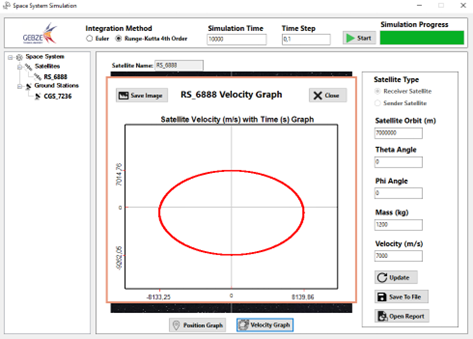 Space System Simulation
GEBZE
Integration Method
Euler
Runge-Kutta 4th Order
Simulation Time
10000
Time Step
0,1
Start
Simulation Progress
Space System
Satellites
RS_6888
Ground Stations
CGS_7236
Satellite Name:
RS_6888
Save Image
RS_6888 Velocity Graph
Close
Satellite Velocity (m/s) with Time (s) Graph
7014,76
0
-9262,05
-8133,25
0
8139,86
Position Graph
Velocity Graph
Satellite Type
Receiver Satellite
Sender Satellite
Satellite Orbit (m)
7000000
Theta Angle
0
Phi Angle
0
Mass (kg)
1200
Velocity (m/s)
7000
Update
Save To File
Open Report